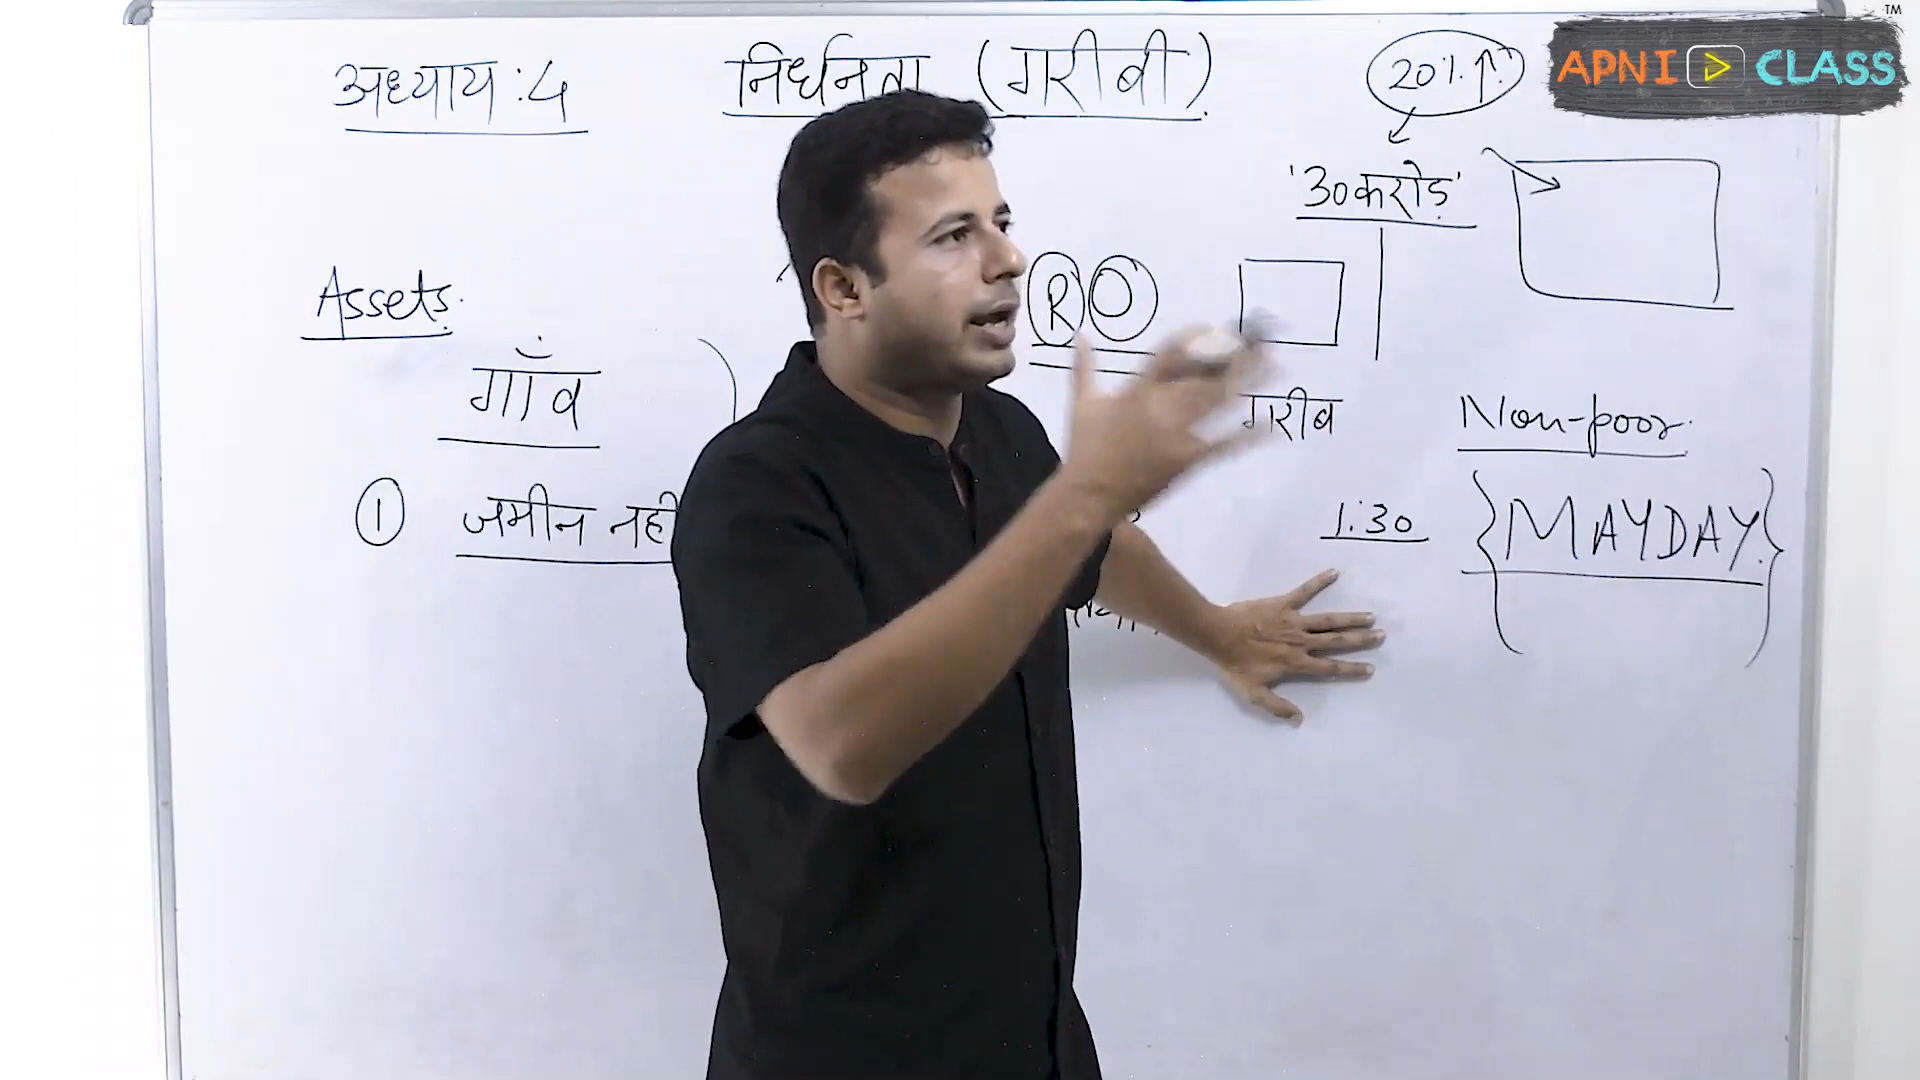 अध्याय :4
निर्धनता (गरीबी)
20% ↑
APNI CLASS
TM
'30 करोड़'
Assets
R O
गाँव
गरीब
Non-poor
① जमीन नही
1:30
{MAYDAY}